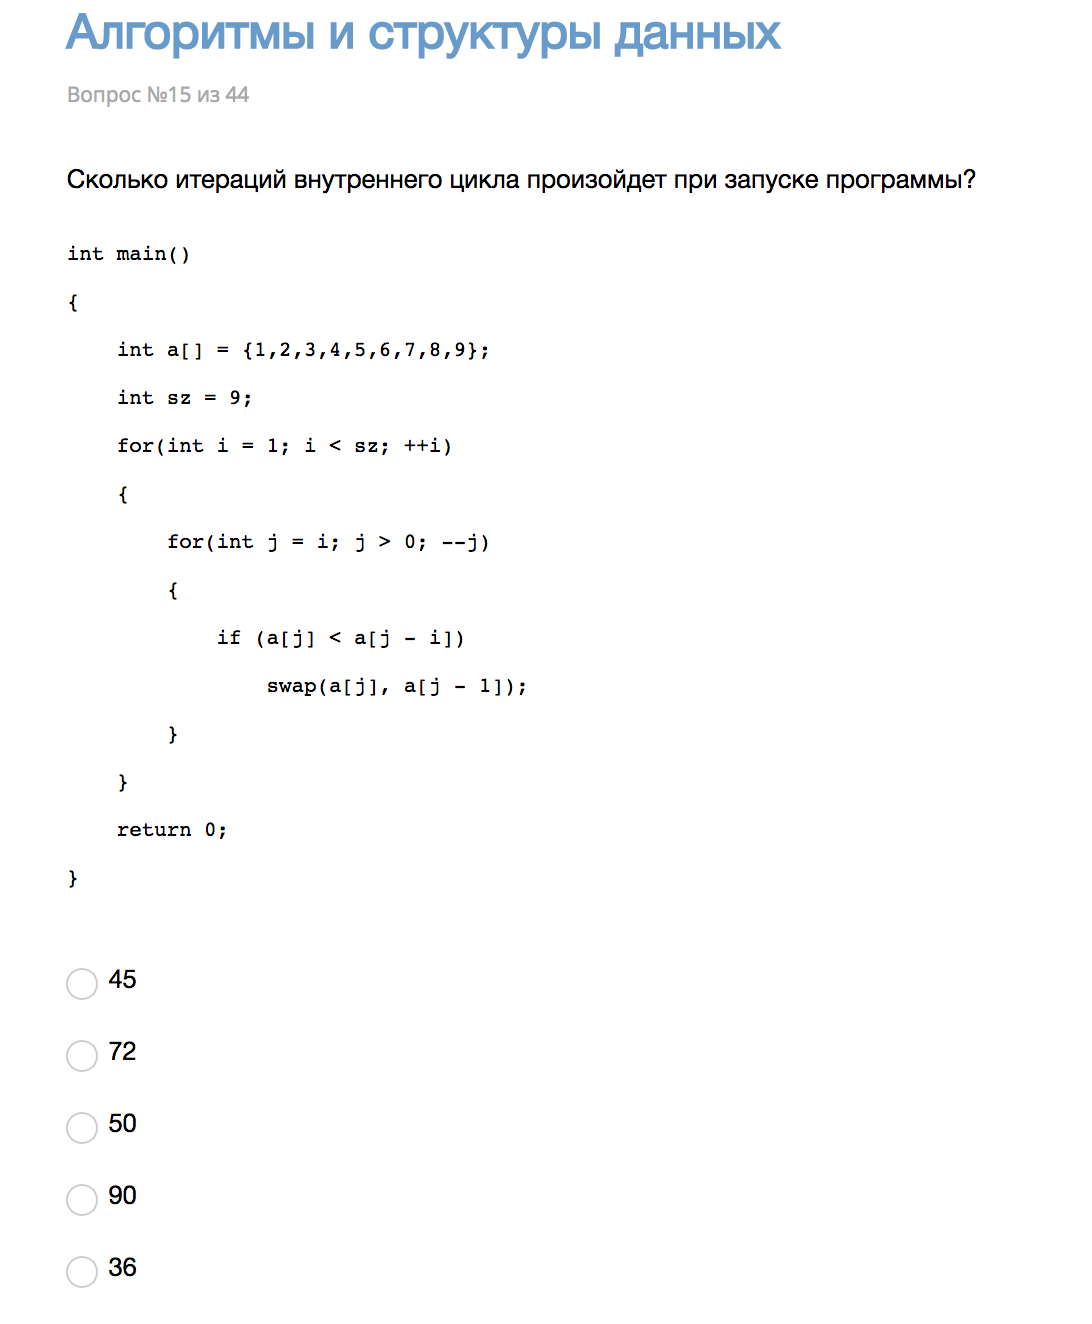 Алгоритмы и структуры данных
Вопрос №15 из 44
Сколько итераций внутреннего цикла произойдет при запуске программы?
int main()
{
int a[] = {1,2,3,4,5,6,7,8,9};
int sz = 9;
for(int i = 1; i < sz; ++i)
{
for(int j = i; j > 0; --j)
{
if (a[j] < a[j - i])
swap(a[j], a[j - 1]);
}
}
return 0;
}
45
72
50
90
36